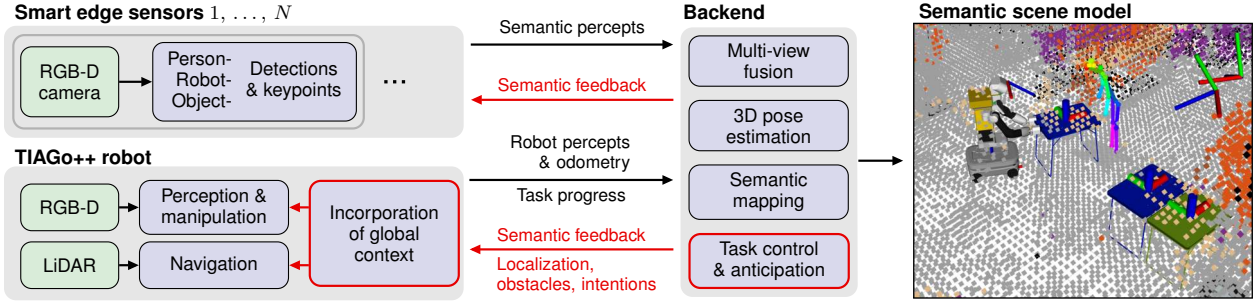 Smart edge sensors 1, ..., N
RGB-D
camera
Person-
Robot-
Object-
Detections
& keypoints
...
TIAGo++ robot
RGB-D
Perception &
manipulation
LiDAR
Navigation
Incorporation
of global
context
Semantic percepts
Semantic feedback
Robot percepts
& odometry
Task progress
Semantic feedback
Localization,
obstacles, intentions
Backend
Multi-view
fusion
3D pose
estimation
Semantic
mapping
Task control
& anticipation
Semantic scene model